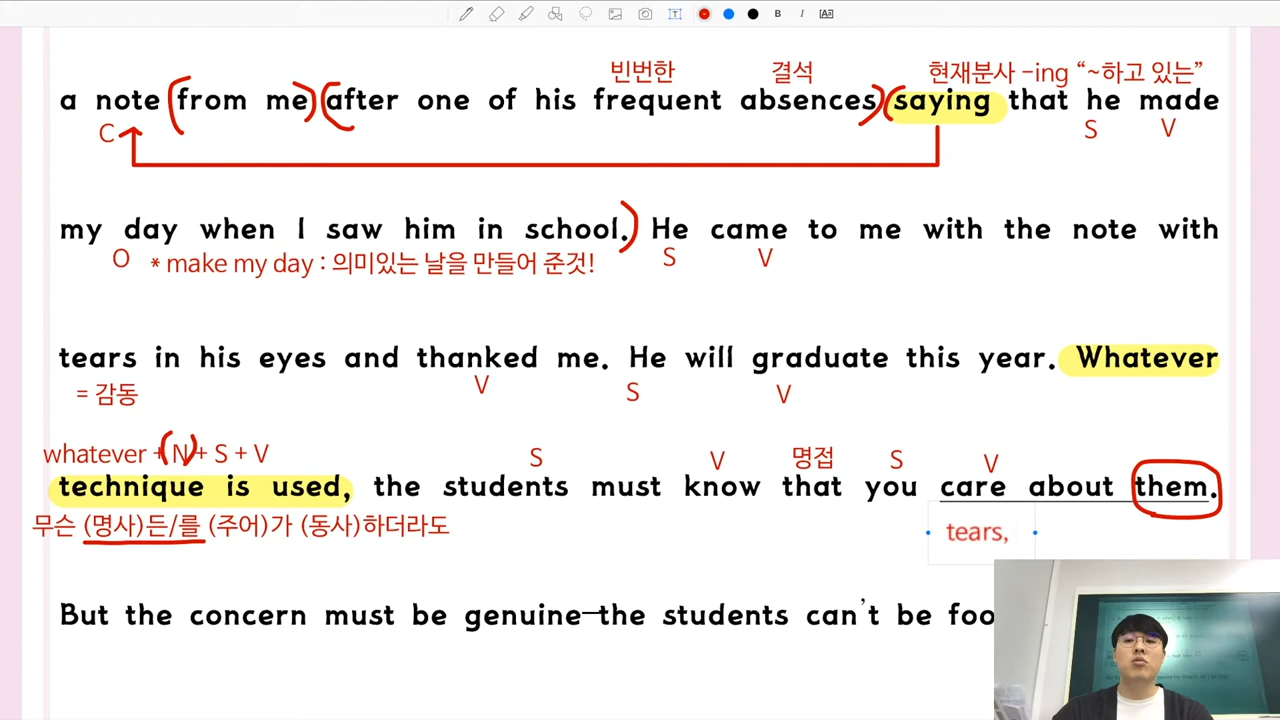 T B I A
빈번한 결석 현재분사 -ing “~하고 있는”
a note (from me) (after one of his frequent absences) (saying that he made
C S V
my day when I saw him in school.) He came to me with the note with
O * make my day : 의미있는 날을 만들어 준것! S V
tears in his eyes and thanked me. He will graduate this year. Whatever
= 감동 V S V
whatever + (N) + S + V S V 명접 S V
technique is used, the students must know that you care about them.
무슨 (명사)든/를 (주어)가 (동사)하더라도 tears,
But the concern must be genuine—the students can't be foo